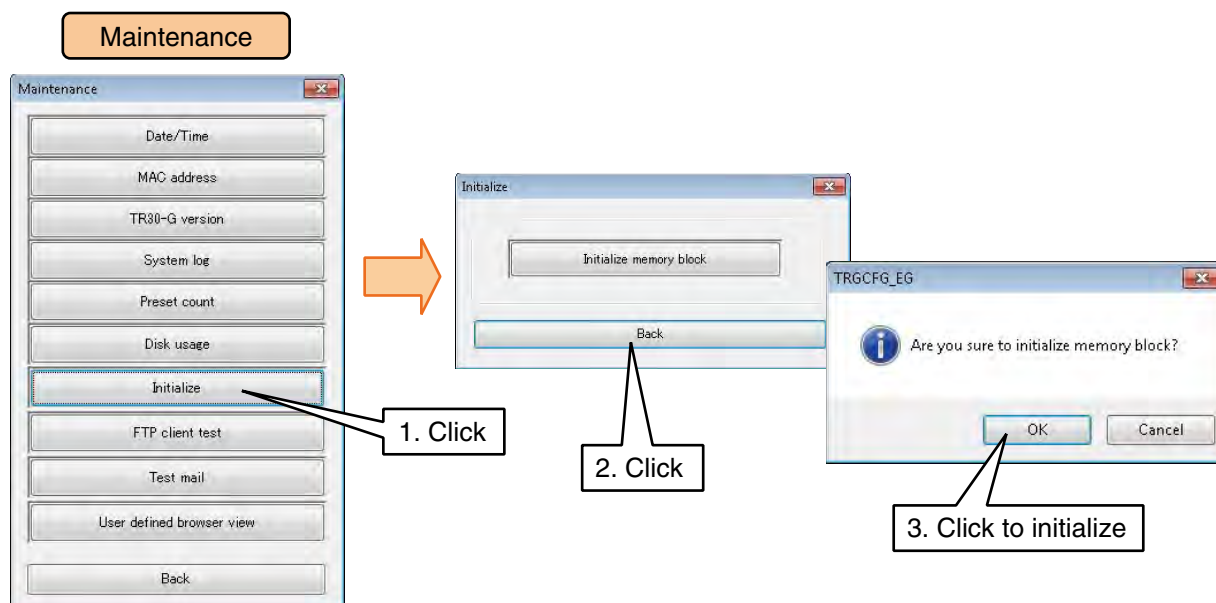 Maintenance
Maintenance
Date/Time
MAC address
TR30-G version
System log
Preset count
Disk usage
Initialize
FTP client test
Test mail
User defined browser view
Back
1. Click
Initialize
Initialize memory block
Back
2. Click
TRGCFG_EG
Are you sure to initialize memory block?
OK
Cancel
3. Click to initialize